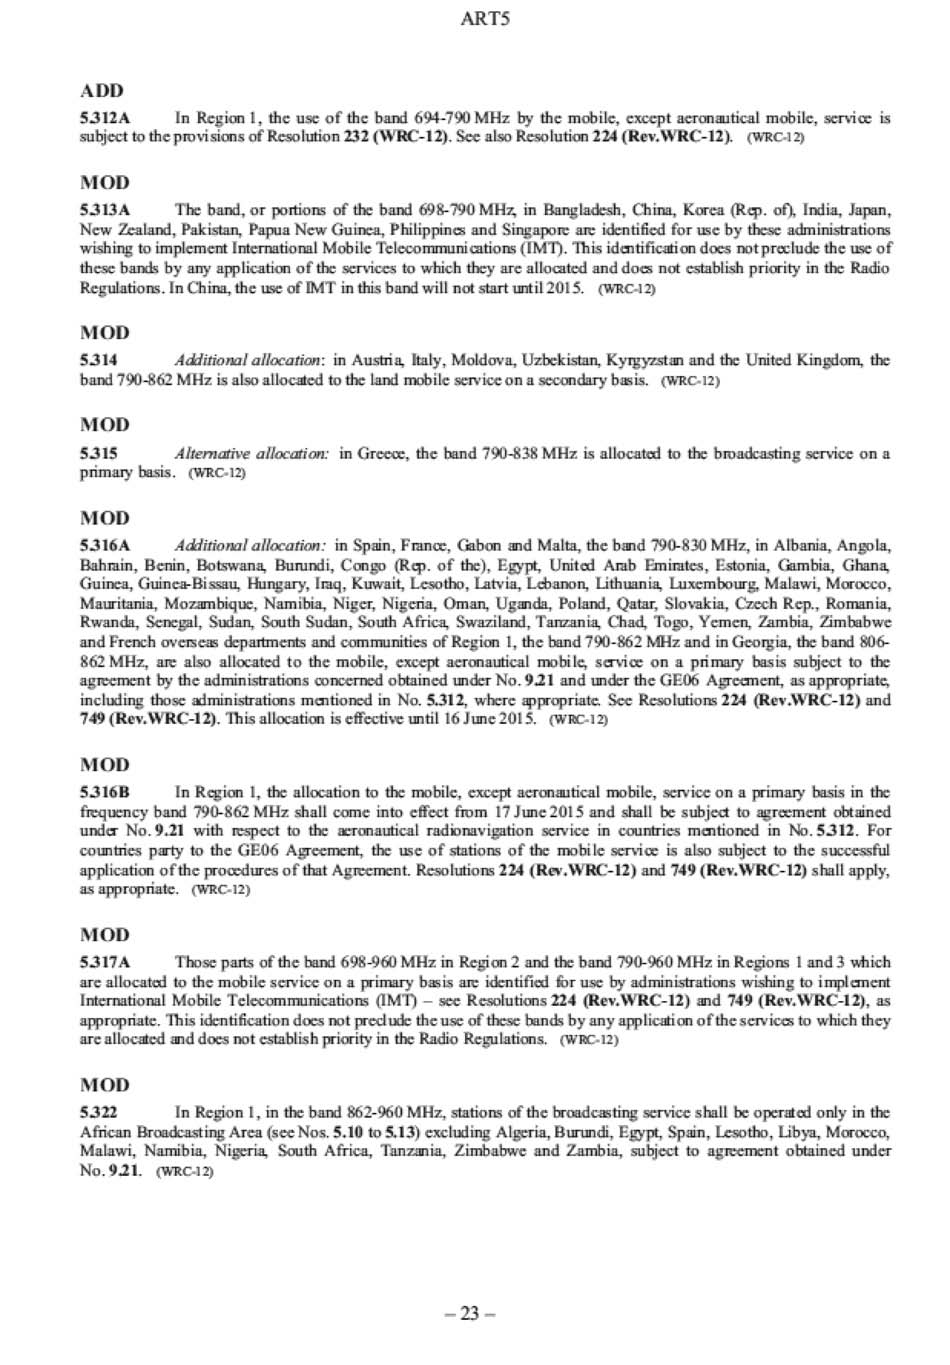 ART5
ADD
5.312A In Region 1, the use of the band 694-790 MHz by the mobile, except aeronautical mobile, service is
subject to the provisions of Resolution 232 (WRC-12). See also Resolution 224 (Rev.WRC-12). (WRC-12)
MOD
5.313A The band, or portions of the band 698-790 MHz, in Bangladesh, China, Korea (Rep. of), India, Japan,
New Zealand, Pakistan, Papua New Guinea, Philippines and Singapore are identified for use by these administrations
wishing to implement International Mobile Telecommunications (IMT). This identification does not preclude the use of
these bands by any application of the services to which they are allocated and does not establish priority in the Radio
Regulations. In China, the use of IMT in this band will not start until 2015. (WRC-12)
MOD
5.314 Additional allocation: in Austria, Italy, Moldova, Uzbekistan, Kyrgyzstan and the United Kingdom, the
band 790-862 MHz is also allocated to the land mobile service on a secondary basis. (WRC-12)
MOD
5.315 Alternative allocation: in Greece, the band 790-838 MHz is allocated to the broadcasting service on a
primary basis. (WRC-12)
MOD
5.316A Additional allocation: in Spain, France, Gabon and Malta, the band 790-830 MHz, in Albania, Angola,
Bahrain, Benin, Botswana, Burundi, Congo (Rep. of the), Egypt, United Arab Emirates, Estonia, Gambia, Ghana,
Guinea, Guinea-Bissau, Hungary, Iraq, Kuwait, Lesotho, Latvia, Lebanon, Lithuania, Luxembourg, Malawi, Morocco,
Mauritania, Mozambique, Namibia, Niger, Nigeria, Oman, Uganda, Poland, Qatar, Slovakia, Czech Rep., Romania,
Rwanda, Senegal, Sudan, South Sudan, South Africa, Swaziland, Tanzania, Chad, Togo, Yemen, Zambia, Zimbabwe
and French overseas departments and communities of Region 1, the band 790-862 MHz and in Georgia, the band 806-
862 MHz, are also allocated to the mobile, except aeronautical mobile, service on a primary basis subject to the
agreement by the administrations concerned obtained under No. 9.21 and under the GE06 Agreement, as appropriate,
including those administrations mentioned in No. 5.312, where appropriate. See Resolutions 224 (Rev.WRC-12) and
749 (Rev.WRC-12). This allocation is effective until 16 June 2015. (WRC-12)
MOD
5.316B In Region 1, the allocation to the mobile, except aeronautical mobile, service on a primary basis in the
frequency band 790-862 MHz shall come into effect from 17 June 2015 and shall be subject to agreement obtained
under No. 9.21 with respect to the aeronautical radionavigation service in countries mentioned in No. 5.312. For
countries party to the GE06 Agreement, the use of stations of the mobile service is also subject to the successful
application of the procedures of that Agreement. Resolutions 224 (Rev.WRC-12) and 749 (Rev.WRC-12) shall apply,
as appropriate. (WRC-12)
MOD
5.317A Those parts of the band 698-960 MHz in Region 2 and the band 790-960 MHz in Regions 1 and 3 which
are allocated to the mobile service on a primary basis are identified for use by administrations wishing to implement
International Mobile Telecommunications (IMT) – see Resolutions 224 (Rev.WRC-12) and 749 (Rev.WRC-12), as
appropriate. This identification does not preclude the use of these bands by any application of the services to which they
are allocated and does not establish priority in the Radio Regulations. (WRC-12)
MOD
5.322 In Region 1, in the band 862-960 MHz, stations of the broadcasting service shall be operated only in the
African Broadcasting Area (see Nos. 5.10 to 5.13) excluding Algeria, Burundi, Egypt, Spain, Lesotho, Libya, Morocco,
Malawi, Namibia, Nigeria, South Africa, Tanzania, Zimbabwe and Zambia, subject to agreement obtained under
No. 9.21. (WRC-12)
– 23 –